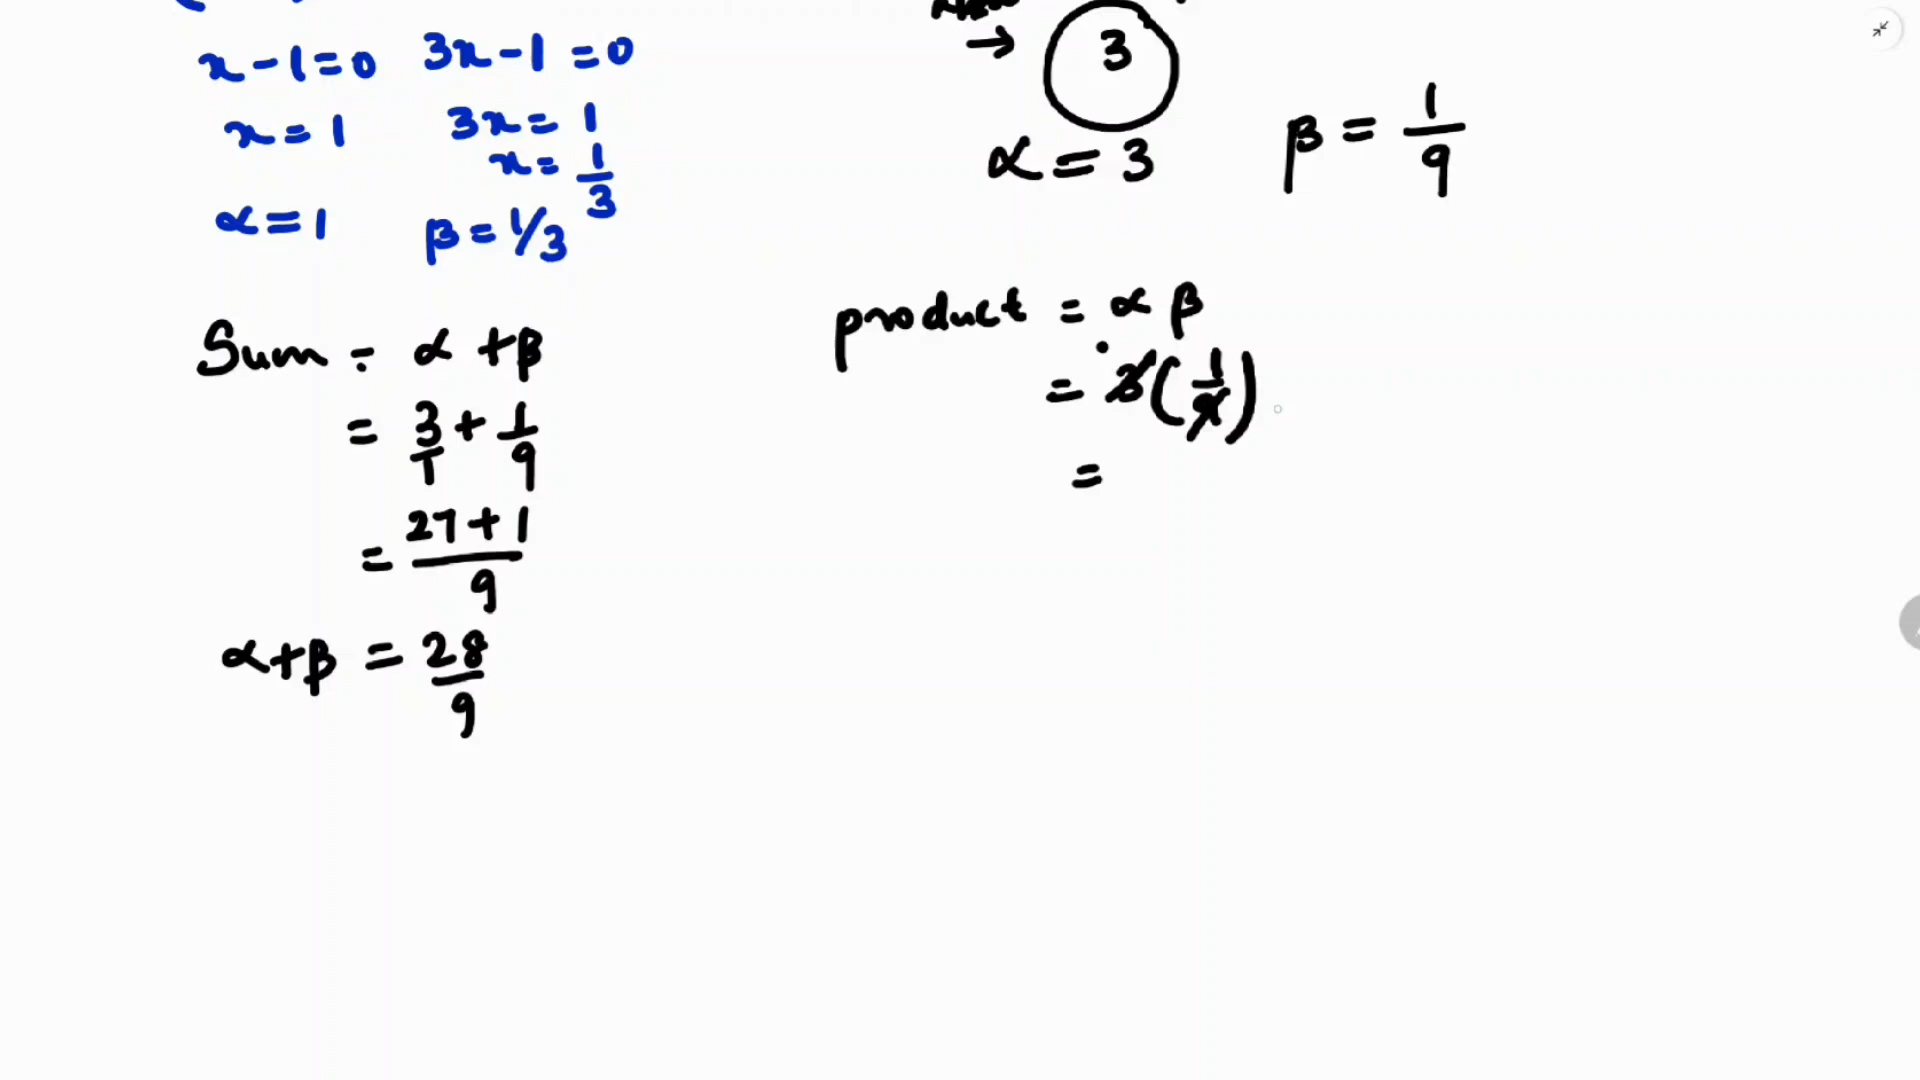 x - 1 = 0   3x - 1 = 0
x = 1   3x = 1
x = 1/3
α = 1   β = 1/3
→ 3
α = 3   β = 1/9
Sum = α + β
= 3/1 + 1/9
= 27 + 1 / 9
α + β = 28/9
product = α β
= 3 (1/9)
=